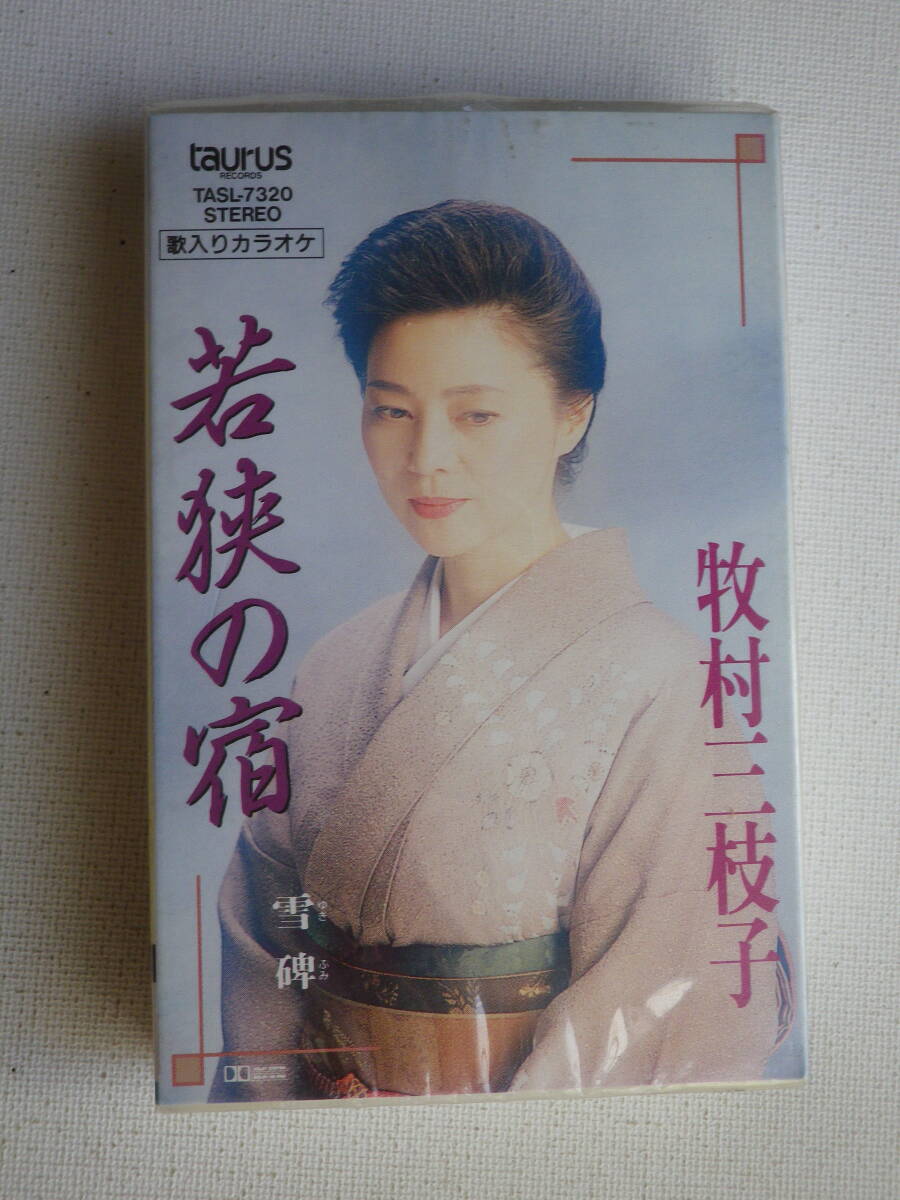 taurus
RECORDS
TASL-7320
STEREO
歌入りカラオケ
若狭の宿
牧村三枝子
雪碑
ゆき
ふみ